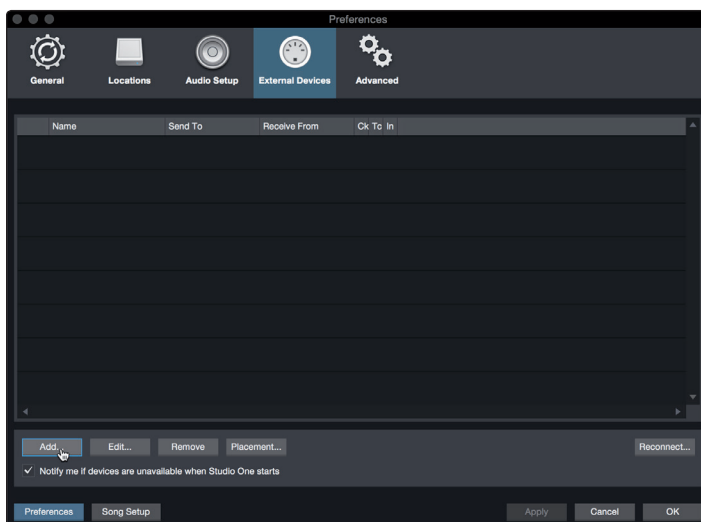 Preferences
General Locations Audio Setup External Devices Advanced
Name Send To Receive From Ck Tc In
Add... Edit... Remove Placement... Reconnect...
Notify me if devices are unavailable when Studio One starts
Preferences Song Setup Apply Cancel OK